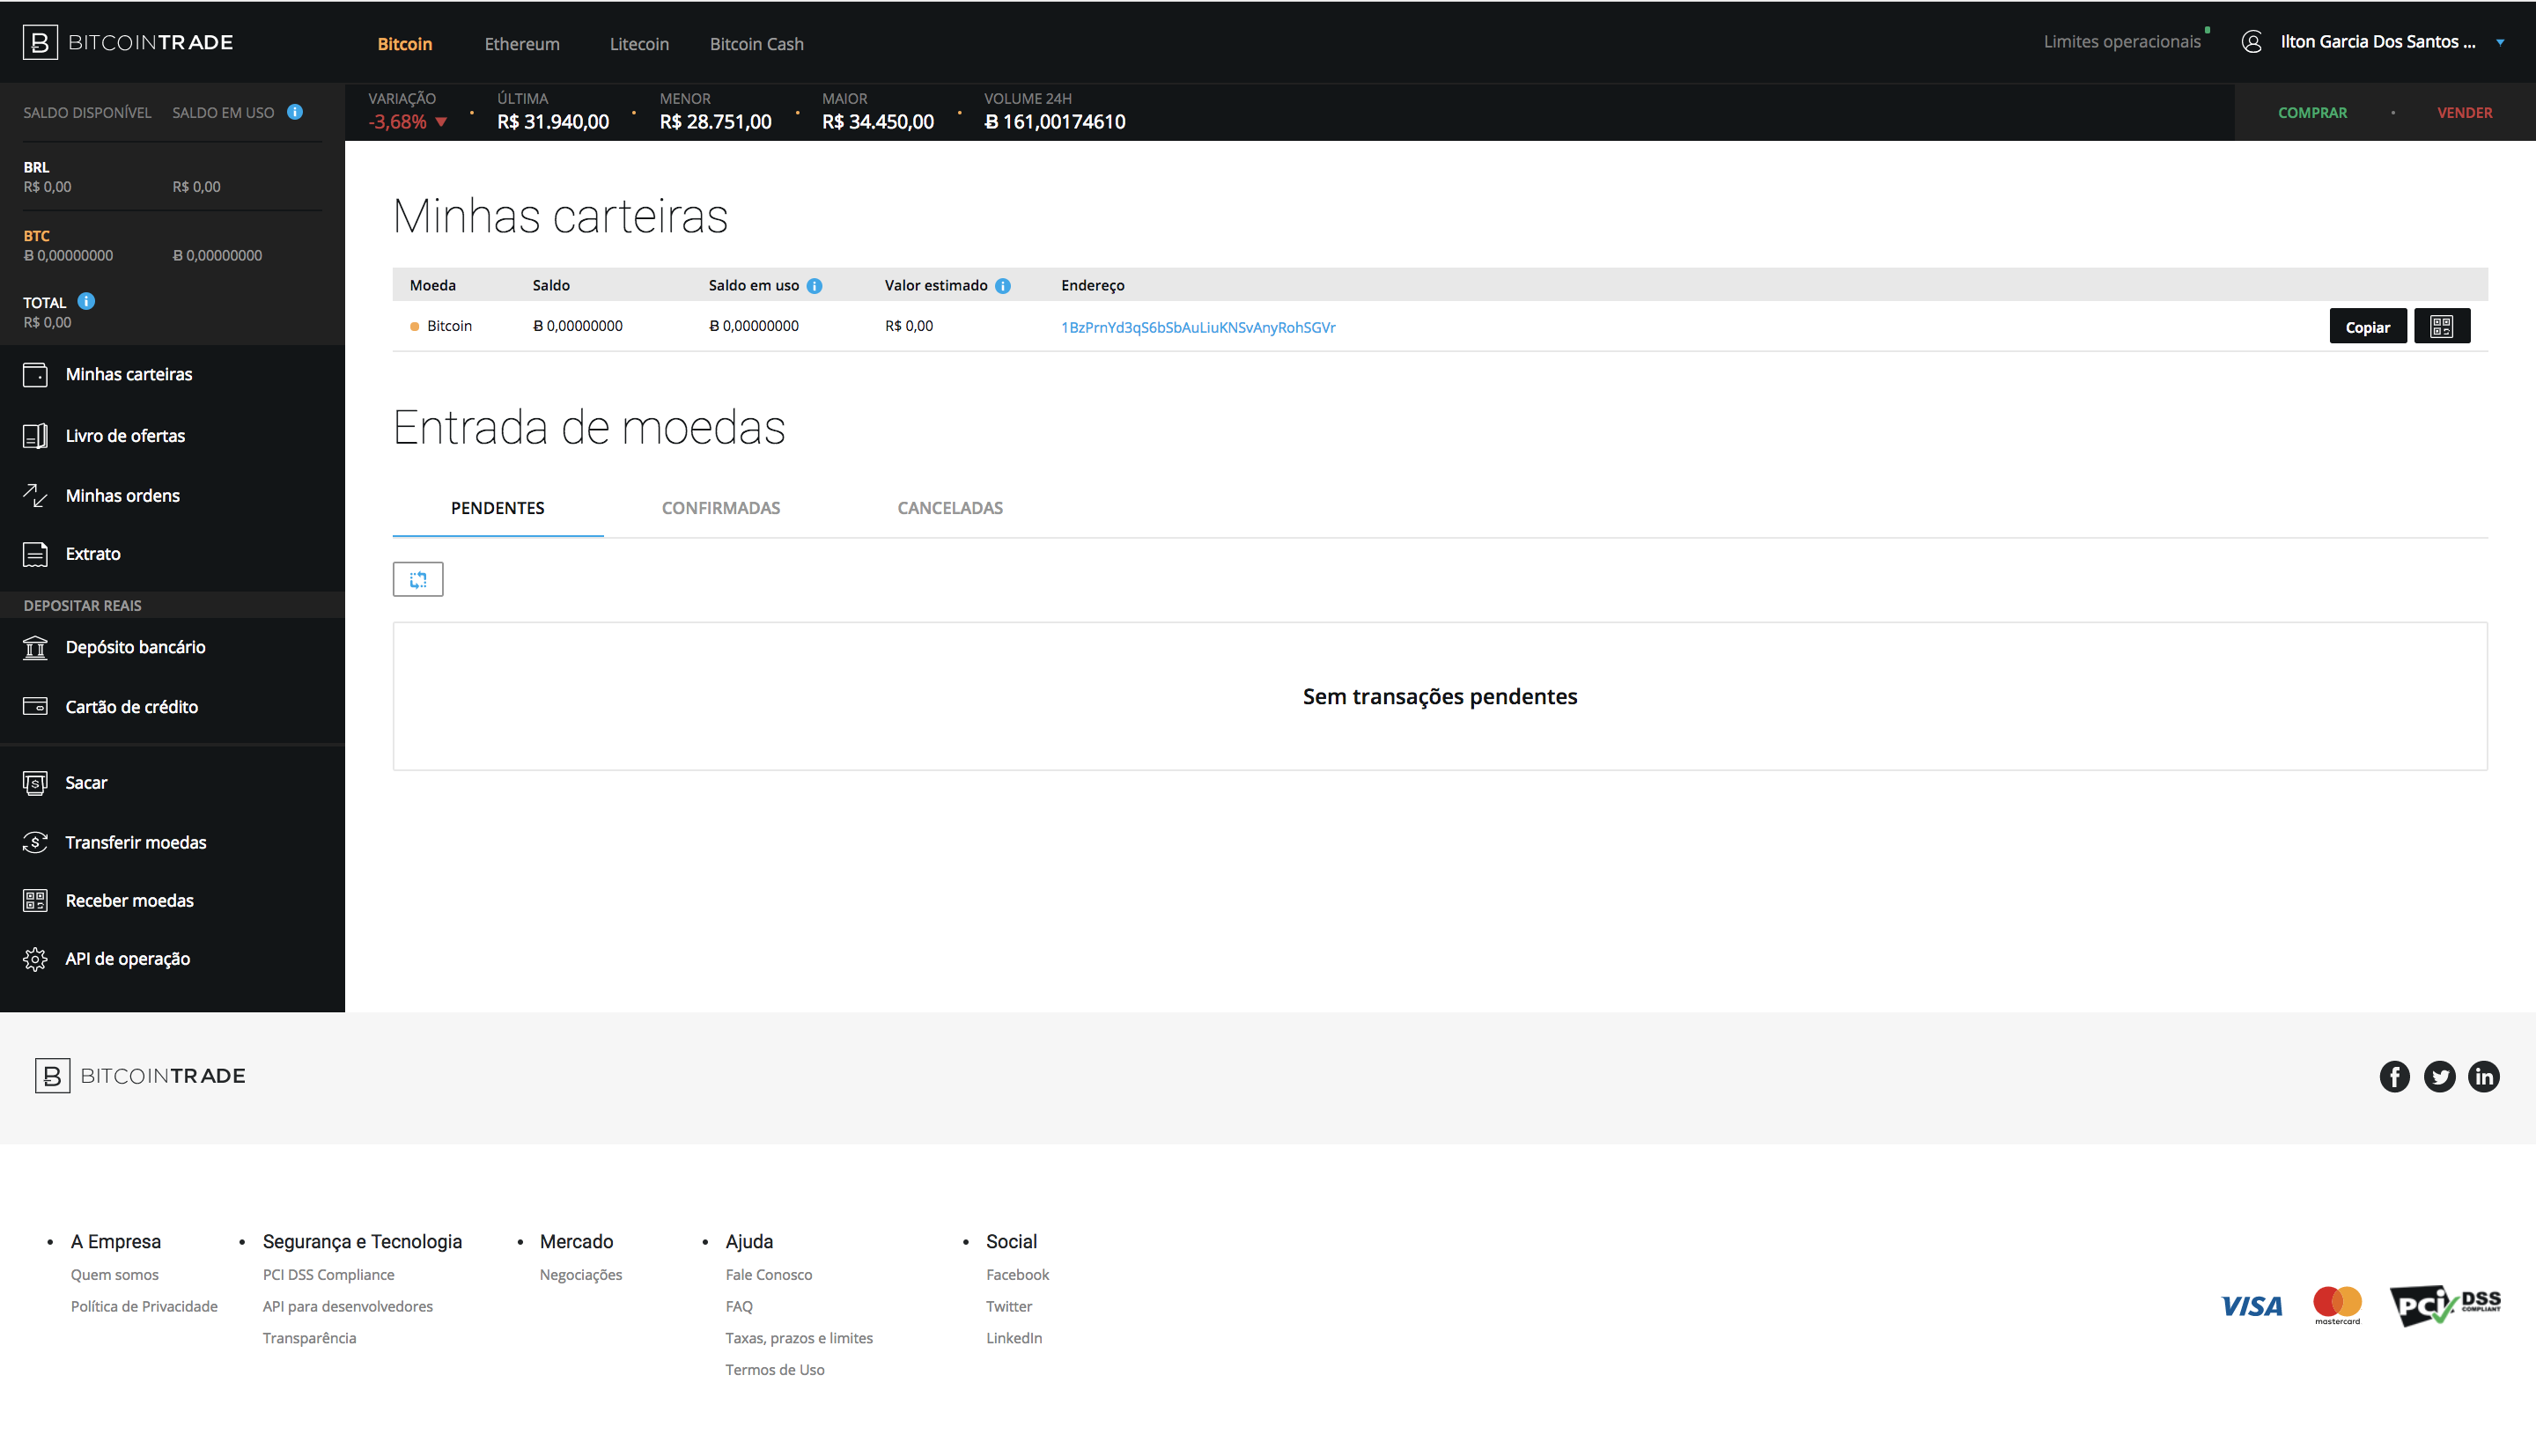 BITCOINTRADE
Bitcoin Ethereum Litecoin Bitcoin Cash
Limites operacionais Ilton Garcia Dos Santos ...
SALDO DISPONÍVEL SALDO EM USO
BRL
R$ 0,00 R$ 0,00
BTC
Ƀ 0,00000000 Ƀ 0,00000000
TOTAL
R$ 0,00
VARIAÇÃO ÚLTIMA MENOR MAIOR VOLUME 24H
-3,68% R$ 31.940,00 R$ 28.751,00 R$ 34.450,00 Ƀ 161,00174610
COMPRAR VENDER
Minhas carteiras
Livro de ofertas
Minhas ordens
Extrato
DEPOSITAR REAIS
Depósito bancário
Cartão de crédito
Sacar
Transferir moedas
Receber moedas
API de operação
Minhas carteiras
Moeda Saldo Saldo em uso Valor estimado Endereço
Bitcoin Ƀ 0,00000000 Ƀ 0,00000000 R$ 0,00 1BzPrnYd3qS6bSbAuLiuKNSvAnyRohSGVr Copiar
Entrada de moedas
PENDENTES CONFIRMADAS CANCELADAS
Sem transações pendentes
BITCOINTRADE
A Empresa
Quem somos
Política de Privacidade
Segurança e Tecnologia
PCI DSS Compliance
API para desenvolvedores
Transparência
Mercado
Negociações
Ajuda
Fale Conosco
FAQ
Taxas, prazos e limites
Termos de Uso
Social
Facebook
Twitter
LinkedIn
VISA
mastercard
PCi DSS
COMPLIANT